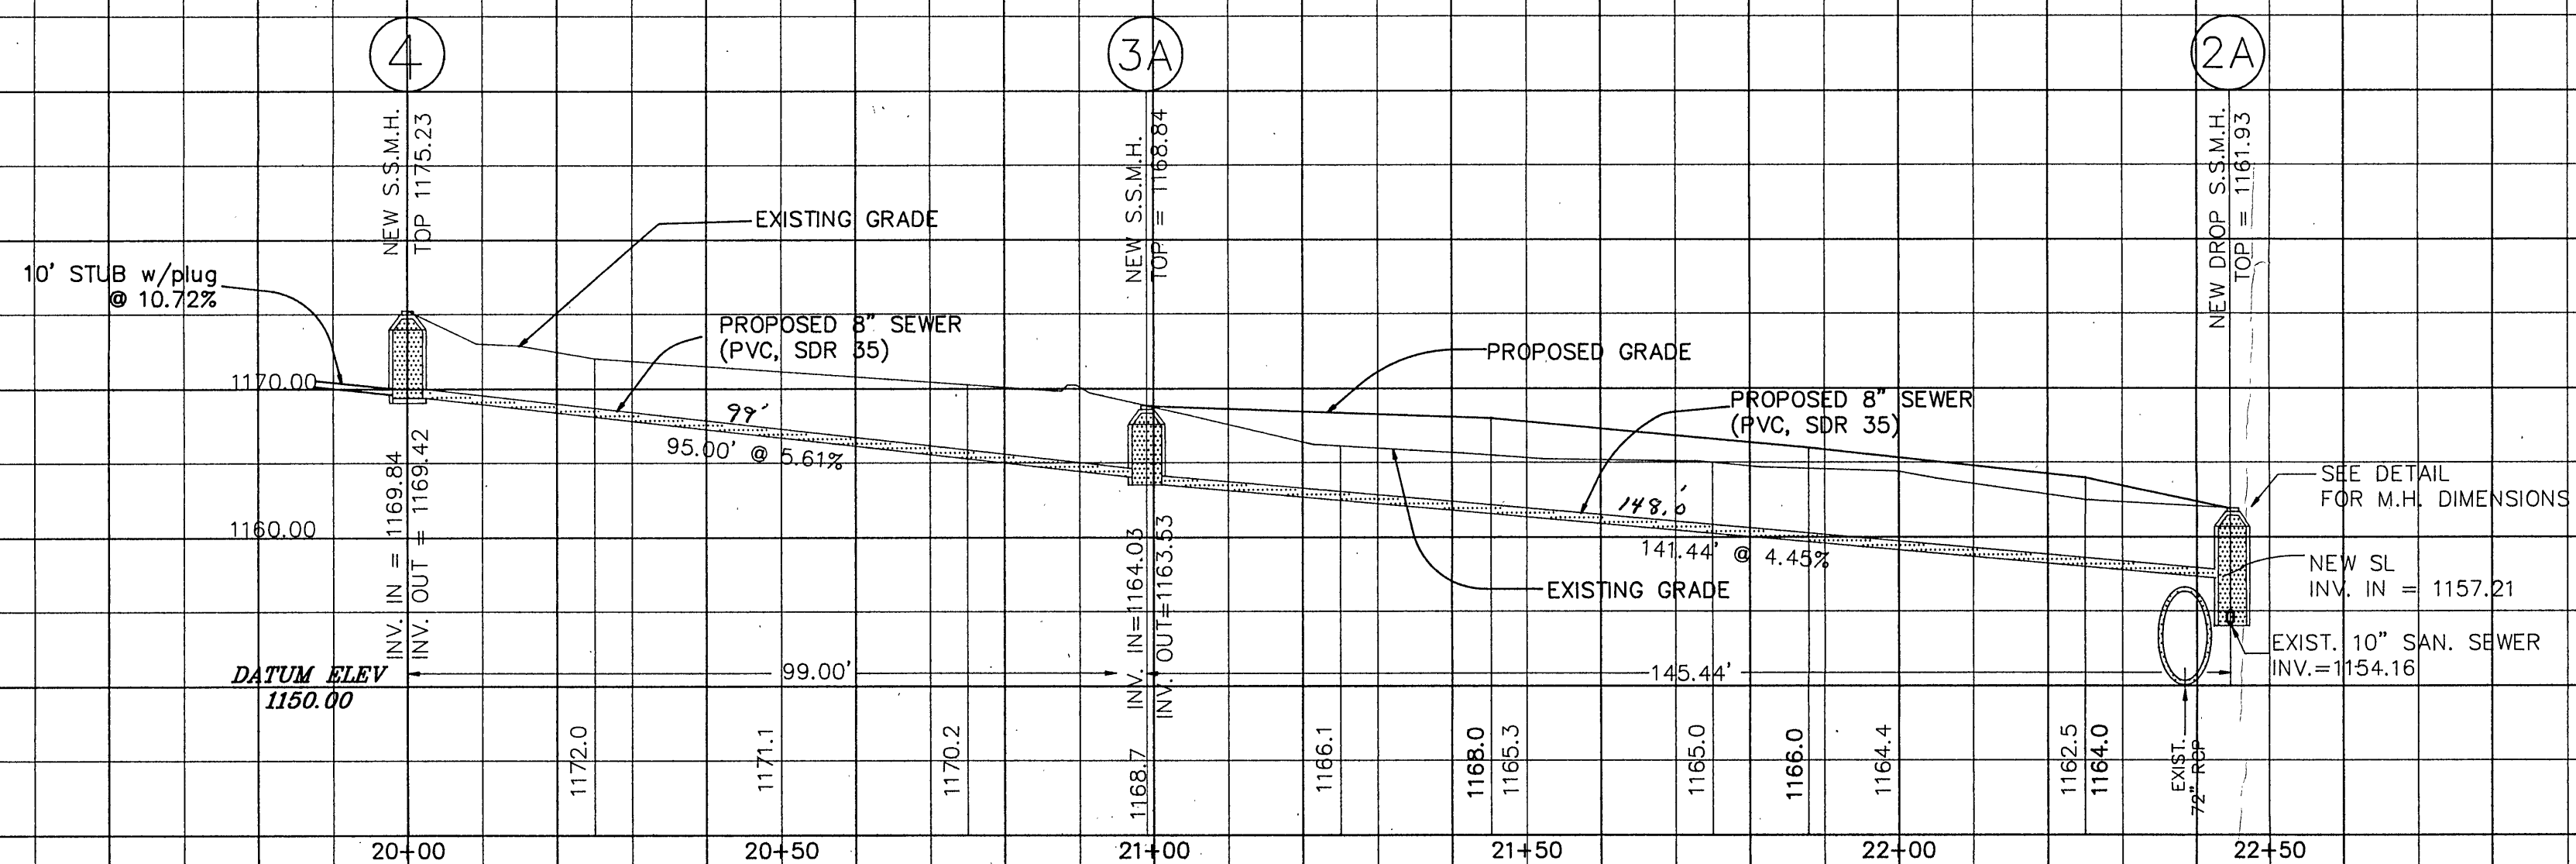 4
3A
2A
NEW S.S.M.H.
TOP 1175.23
NEW S.S.M.H.
TOP = 1168.84
NEW DROP S.S.M.H.
TOP = 1161.93
EXISTING GRADE
10' STUB w/plug
@ 10.72%
PROPOSED 8" SEWER
(PVC, SDR 35)
PROPOSED GRADE
1170.00
99'
95.00' @ 5.61%
PROPOSED 8" SEWER
(PVC, SDR 35)
148.6'
141.44' @ 4.45%
SEE DETAIL
FOR M.H. DIMENSIONS
1160.00
INV. IN = 1169.84
INV. OUT = 1169.42
INV. IN=1164.03
INV. OUT=1163.53
EXISTING GRADE
NEW SL
INV. IN = 1157.21
EXIST. 10" SAN. SEWER
INV.=1154.16
DATUM ELEV
1150.00
99.00'
145.44'
1172.0
1171.1
1170.2
1168.7
1166.1
1168.0
1165.3
1165.0
1166.0
1164.4
1162.5
1164.0
EXIST.
72" RCP
20+00
20+50
21+00
21+50
22+00
22+50